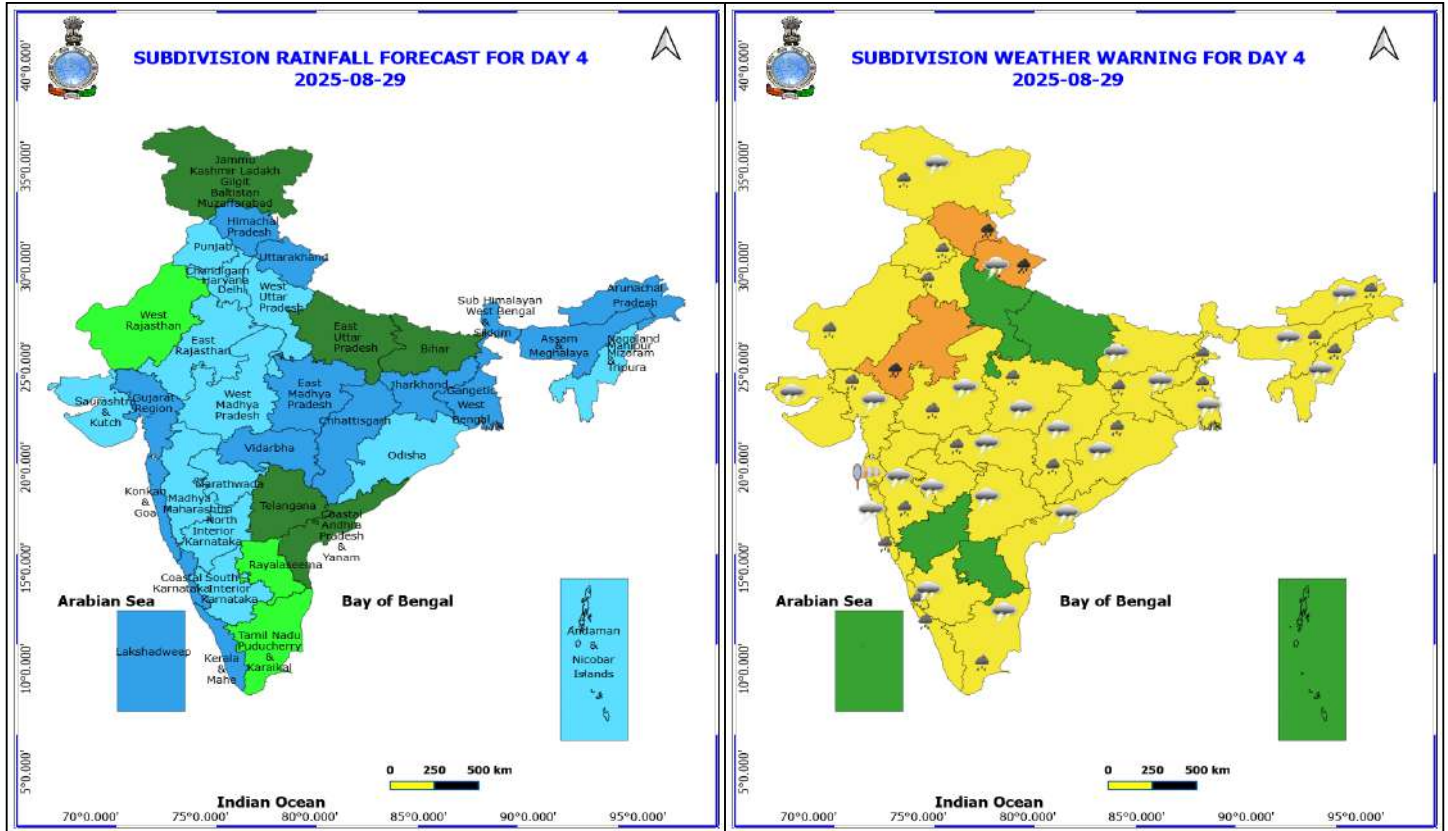 SUBDIVISION RAINFALL FORECAST FOR DAY 4
2025-08-29
40°0.000'
35°0.000'
30°0.000'
25°0.000'
20°0.000'
15°0.000'
10°0.000'
5°0.000'
Jammu
Kashmir Ladakh
Gilgit
Baltistan
Muzaffarabad
Himachal
Pradesh
Punjab
Uttarakhand
Chandigarh
Haryana
Delhi
West
Uttar
Pradesh
West
Rajasthan
East
Rajasthan
East
Uttar
Pradesh
Bihar
Sub Himalayan
West Bengal
&
Sikkim
Arunachal
Pradesh
Assam
&
Meghalaya
Nagaland
Manipur
Mizoram
&
Tripura
Saurashtra
&
Kutch
Gujarat
Region
West
Madhya
Pradesh
East
Madhya
Pradesh
Jharkhand
Gangetic
West
Bengal
Chhattisgarh
Vidarbha
Odisha
Konkan
&
Goa
Marathwada
Madhya
Maharashtra
Telangana
North
Interior
Karnataka
Coastal
Andhra
Pradesh
&
Yanam
Rayalaseema
Coastal
Karnataka
South
Interior
Karnataka
Tamil Nadu
Puducherry
&
Karaikal
Kerala
&
Mahe
Lakshadweep
Andaman
&
Nicobar
Islands
Arabian Sea
Bay of Bengal
Indian Ocean
0 250 500 km
70°0.000' 75°0.000' 80°0.000' 85°0.000' 90°0.000' 95°0.000'
SUBDIVISION WEATHER WARNING FOR DAY 4
2025-08-29
40°0.000'
35°0.000'
30°0.000'
25°0.000'
20°0.000'
15°0.000'
10°0.000'
5°0.000'
Arabian Sea
Bay of Bengal
Indian Ocean
0 250 500 km
70°0.000' 75°0.000' 80°0.000' 85°0.000' 90°0.000' 95°0.000'